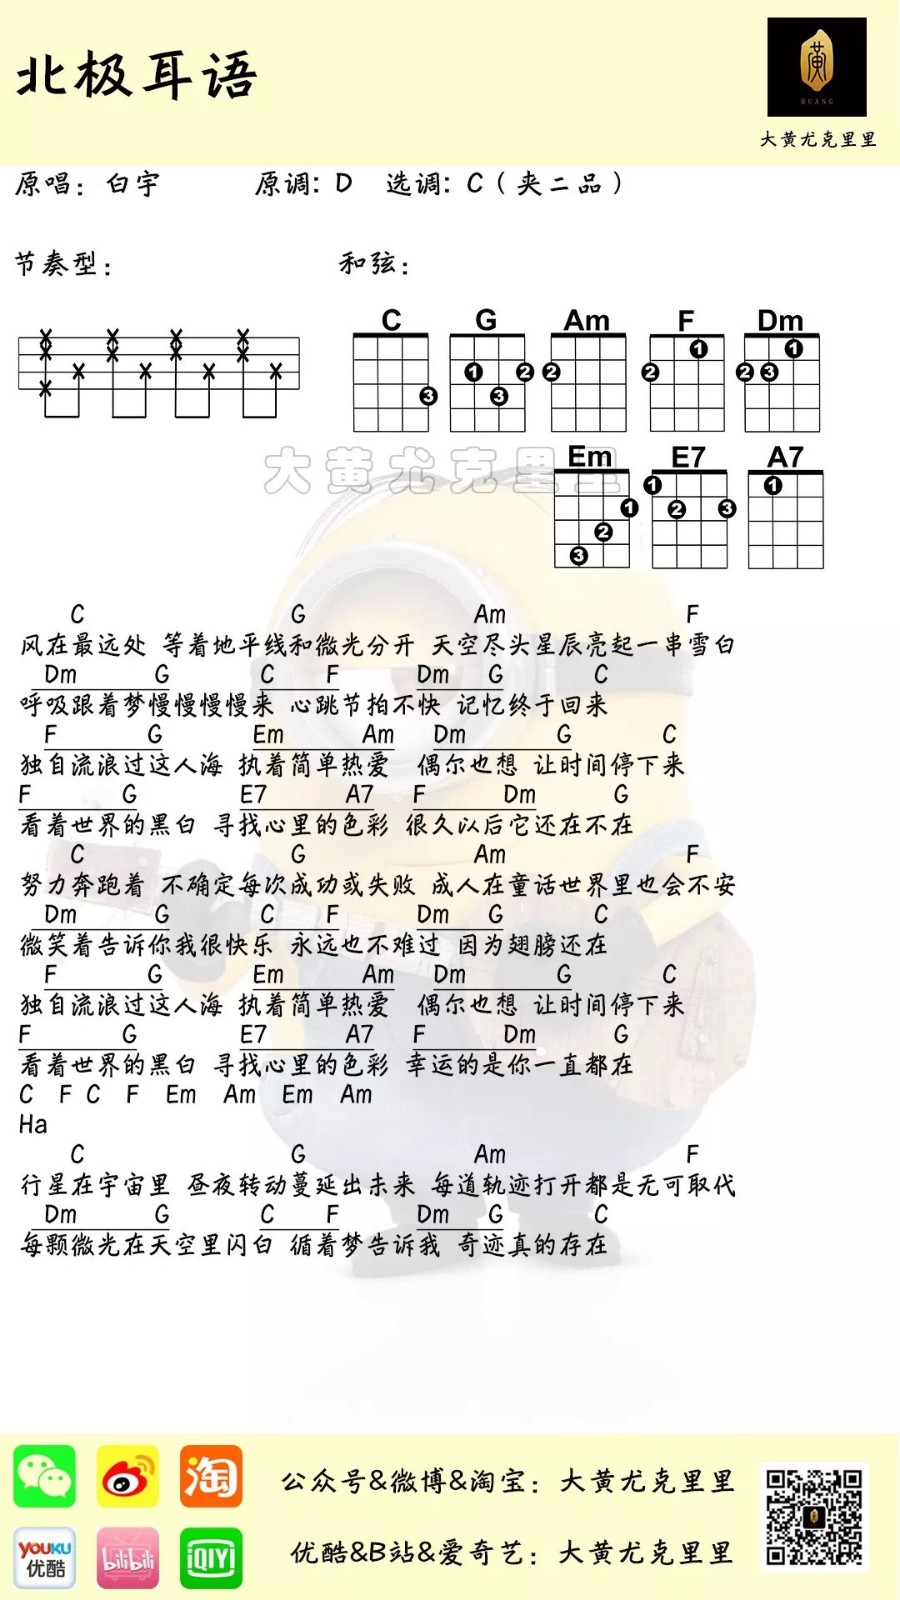 北极耳语
黄
HUANG
大黄尤克里里
原唱：白宇 原调：D 选调：C（夹二品）
节奏型： 和弦：
C G Am F Dm
1 2 3
大黄尤克里里
Em E7 A7
C G Am F
风在最远处 等着地平线和微光分开 天空尽头星辰亮起一串雪白
Dm G C F Dm G C
呼吸跟着梦慢慢慢慢来 心跳节拍不快 记忆终于回来
F G Em Am Dm G C
独自流浪过这人海 执着简单热爱 偶尔也想 让时间停下来
F G E7 A7 F Dm G
看着世界的黑白 寻找心里的色彩 很久以后它还在不在
C G Am F
努力奔跑着 不确定每次成功或失败 成人在童话世界里也会不安
Dm G C F Dm G C
微笑着告诉你我很快乐 永远也不难过 因为翅膀还在
F G Em Am Dm G C
独自流浪过这人海 执着简单热爱 偶尔也想 让时间停下来
F G E7 A7 F Dm G
看着世界的黑白 寻找心里的色彩 幸运的是你一直都在
C F C F Em Am Em Am
Ha
C G Am F
行星在宇宙里 昼夜转动蔓延出未来 每道轨迹打开都是无可取代
Dm G C F Dm G C
每颗微光在天空里闪白 循着梦告诉我 奇迹真的存在
淘
公众号&微博&淘宝：大黄尤克里里
YOUKU
优酷
bilibili
iQIYI
优酷&B站&爱奇艺：大黄尤克里里